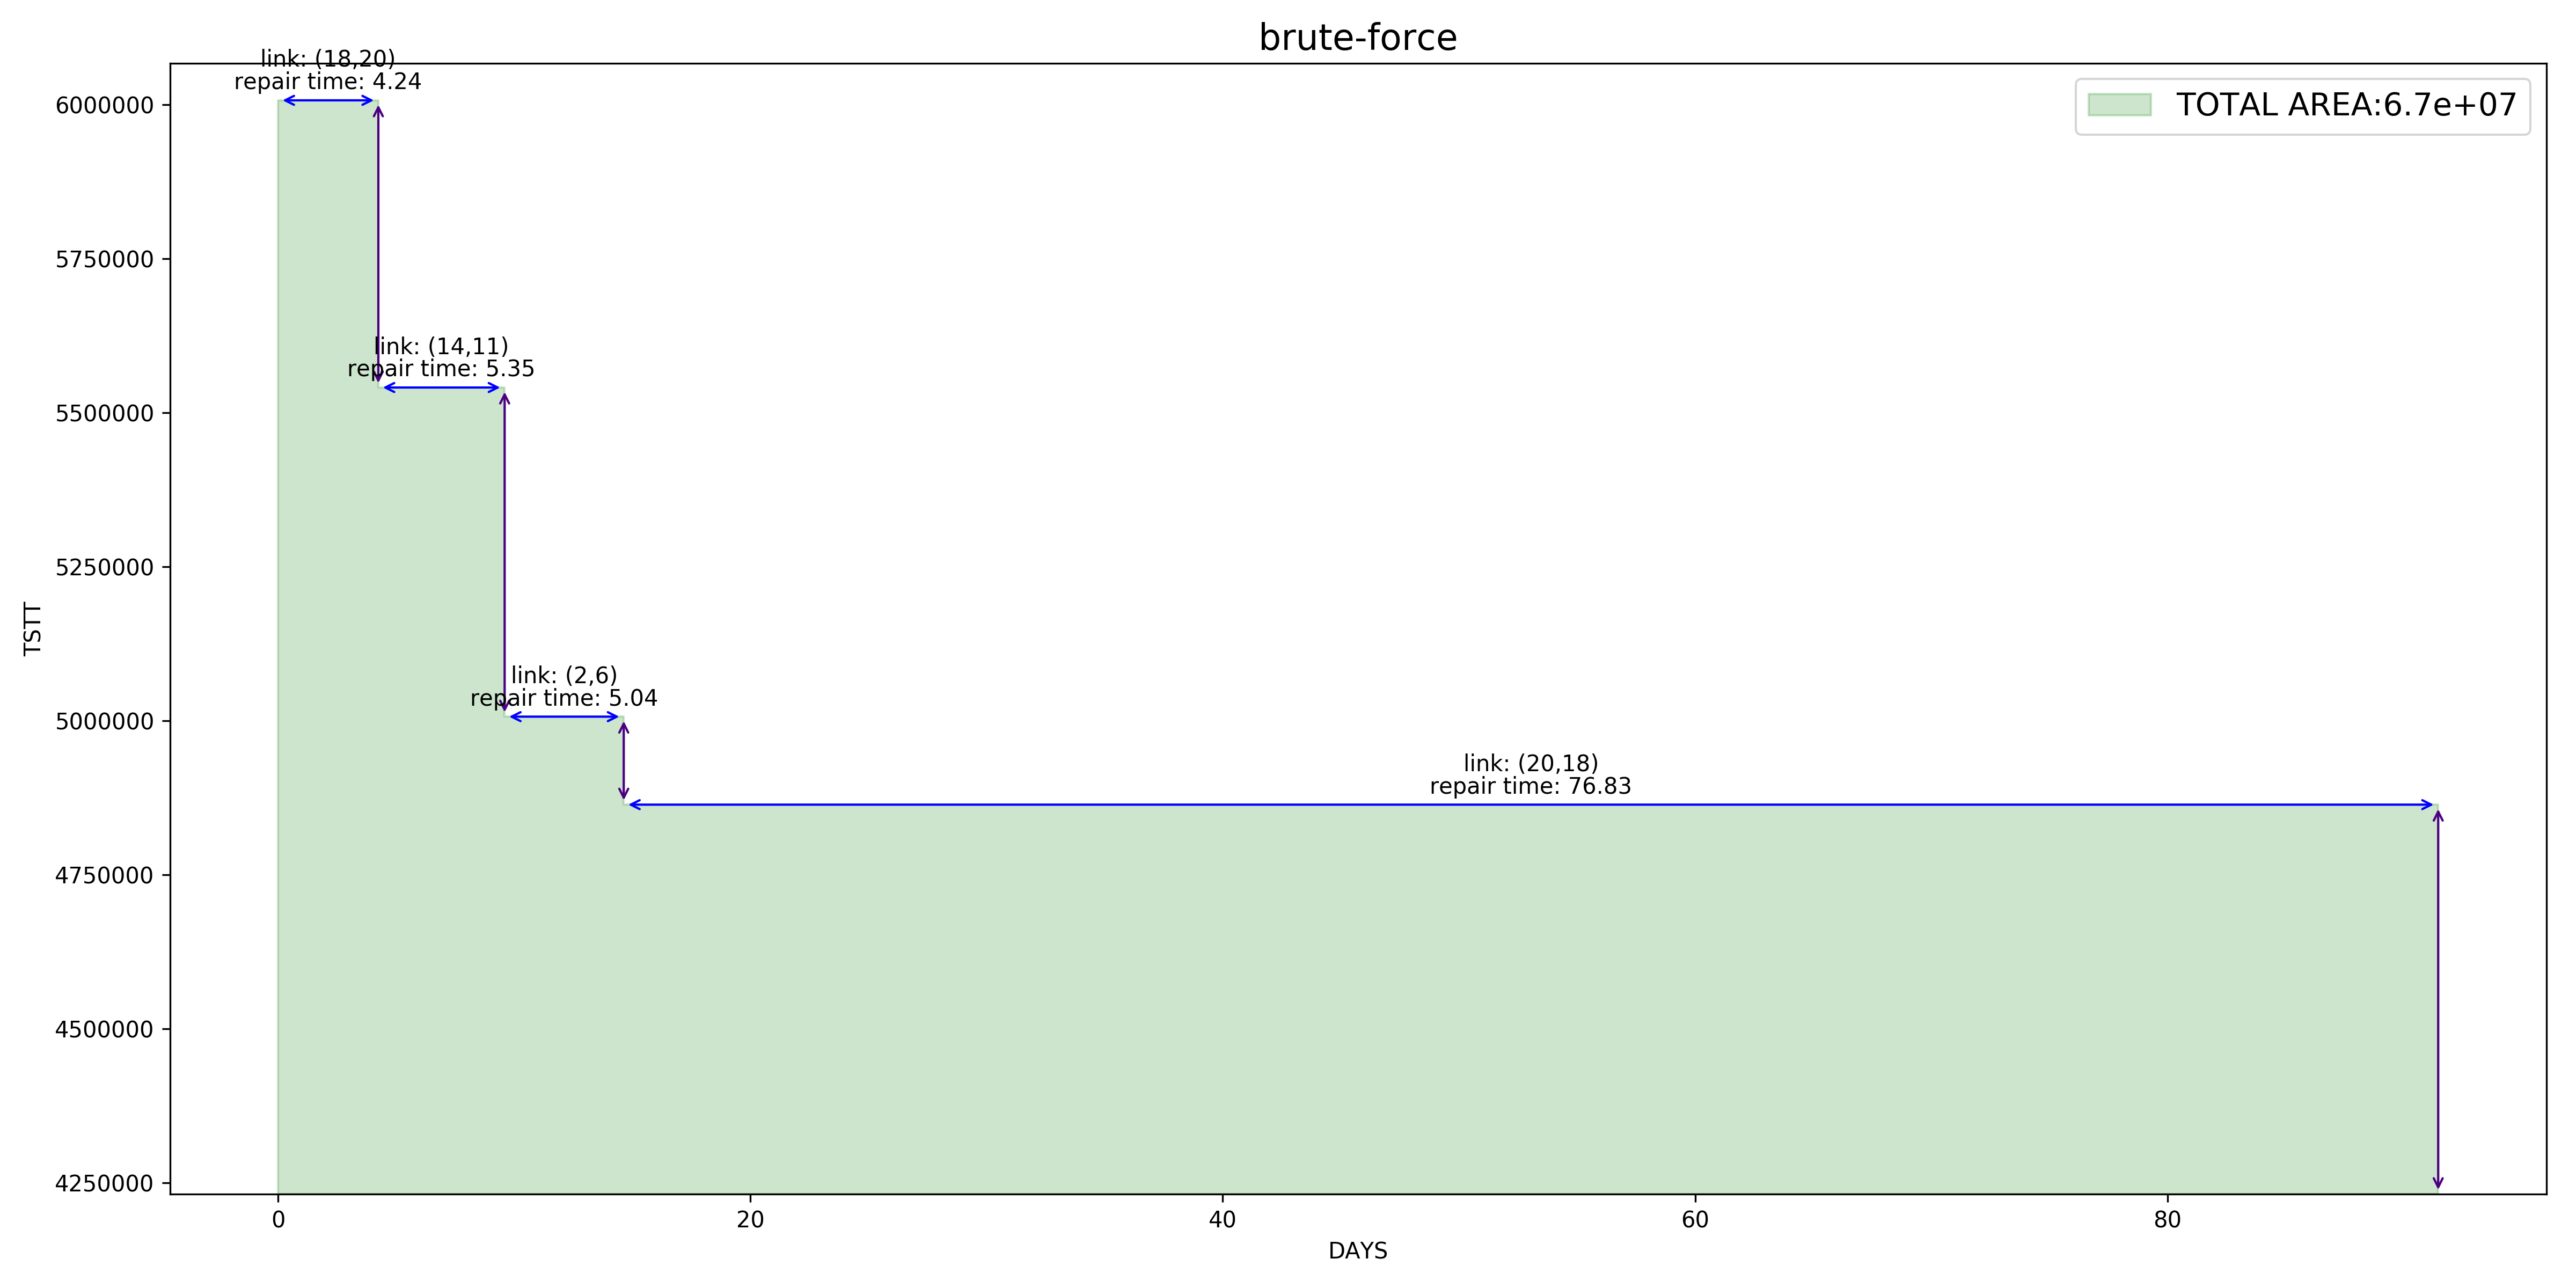 brute-force
link: (18,20)
repair time: 4.24
TOTAL AREA:6.7e+07
6000000
5750000
link: (14,11)
repair time: 5.35
5500000
5250000
TSTT
link: (2,6)
repair time: 5.04
5000000
link: (20,18)
repair time: 76.83
4750000
4500000
4250000
0 20 40 60 80
DAYS